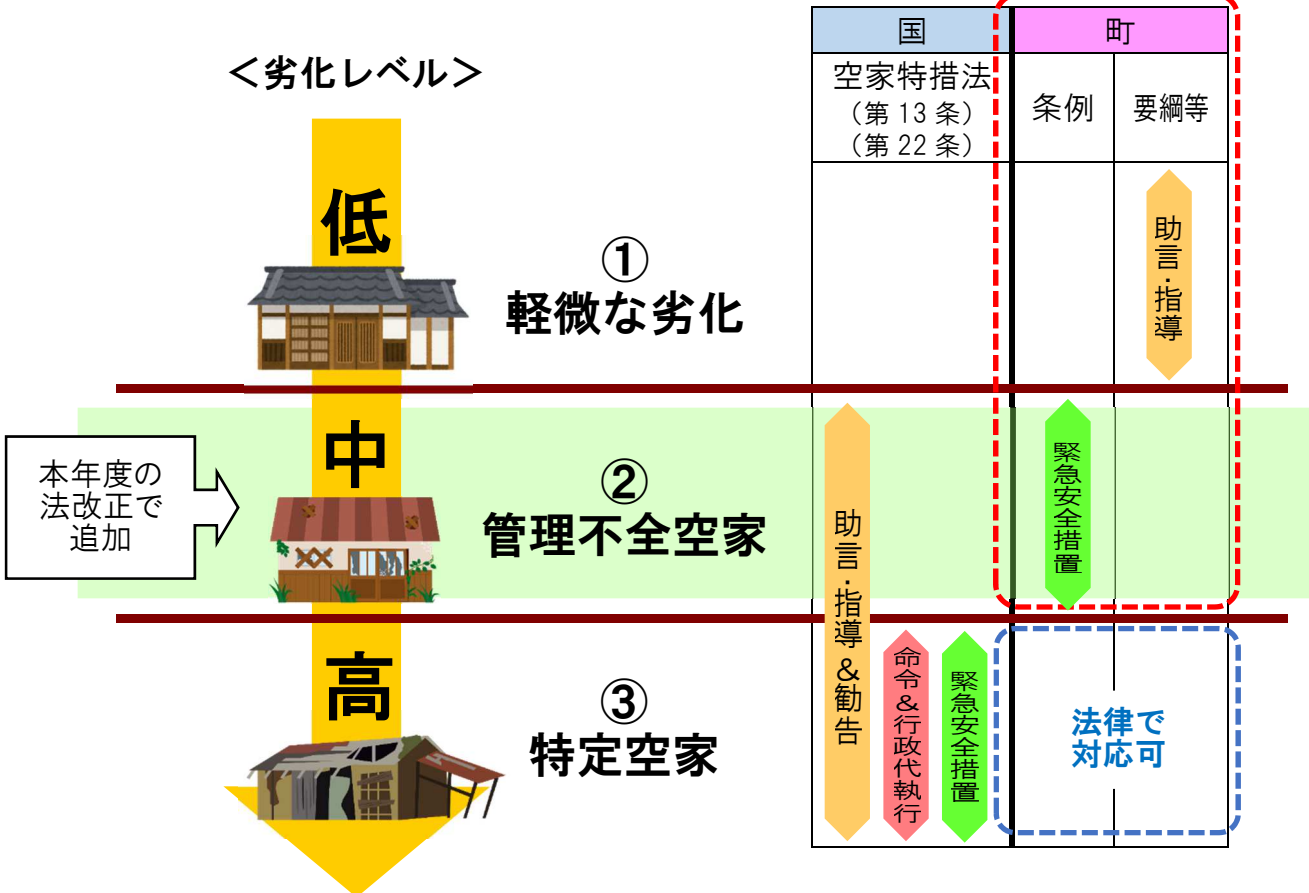 ＜劣化レベル＞
国
町
空家特措法
（第 13 条）
（第 22 条）
条例
要綱等
低
①
軽微な劣化
助言・指導
本年度の
法改正で
追加
中
②
管理不全空家
助言・指導＆勧告
緊急安全措置
高
③
特定空家
命令＆行政代執行
緊急安全措置
法律で
対応可